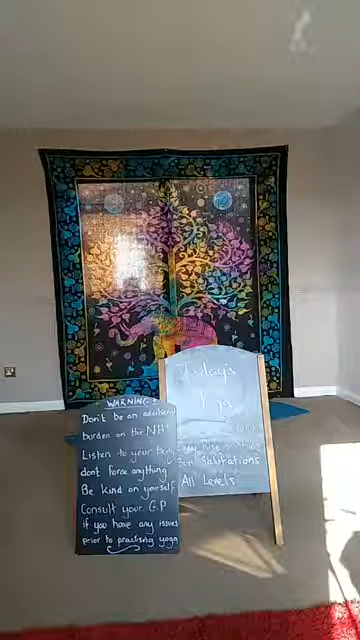 WARNING!
Don't be an additional
burden on the NHS
Listen to your body
dont force anything
Be kind on yourself
Consult your G.P
if you have any issues
prior to practising yoga
Today's
Yoga
Salutations
All Levels